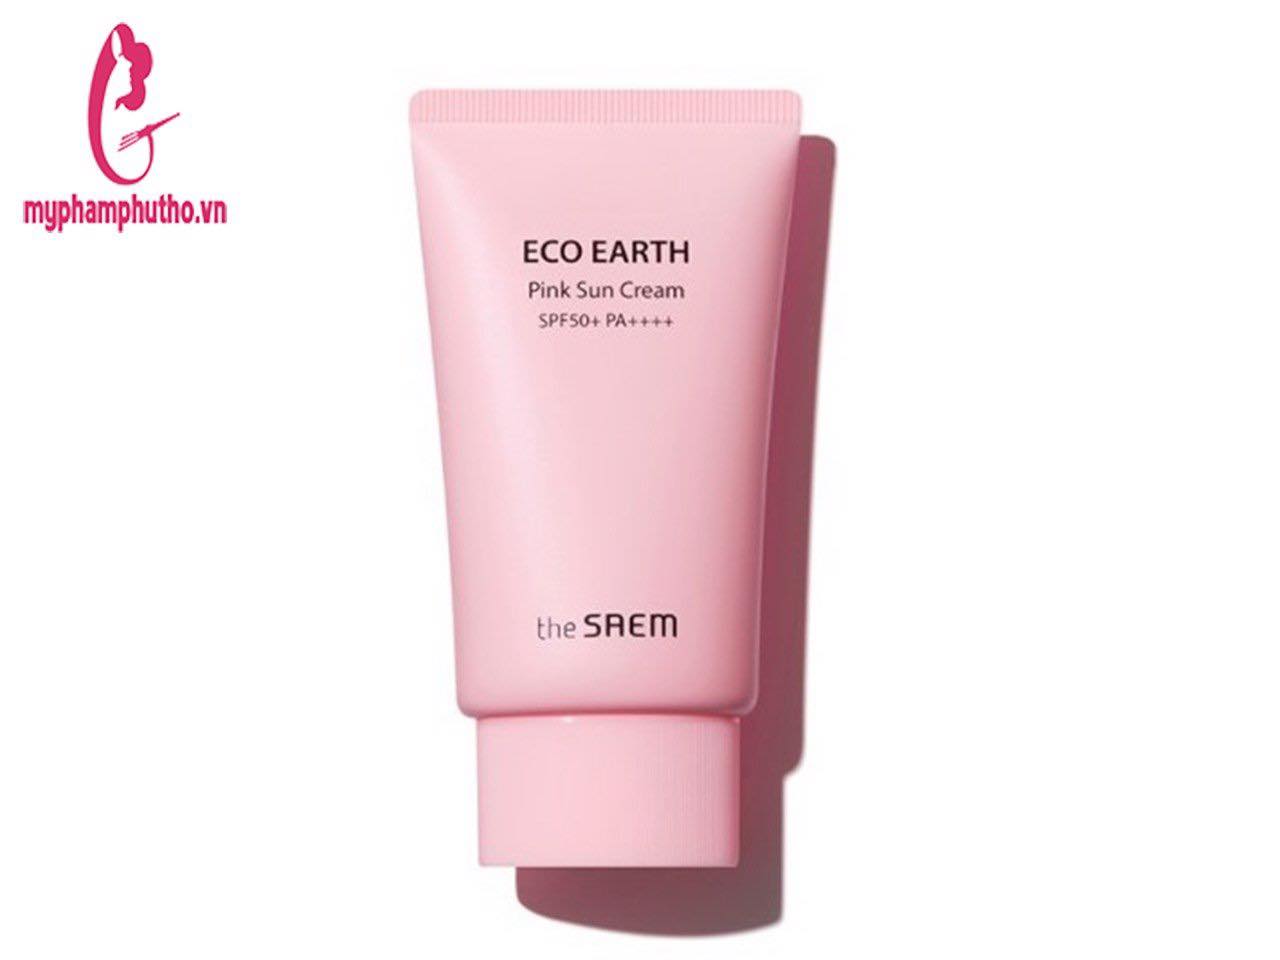 myphamphutho.vn
ECO EARTH
Pink Sun Cream
SPF50+ PA++++
the SAEM